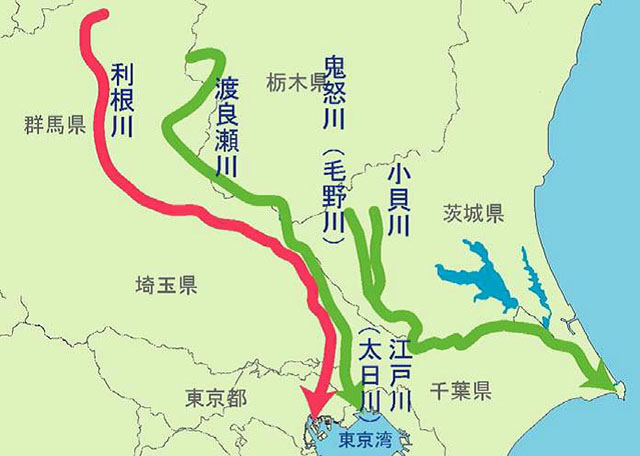 利根川
群馬県
渡良瀬川
栃木県
鬼怒川（毛野川）
小貝川
茨城県
埼玉県
東京都
江戸川
（太日川）
千葉県
東京湾